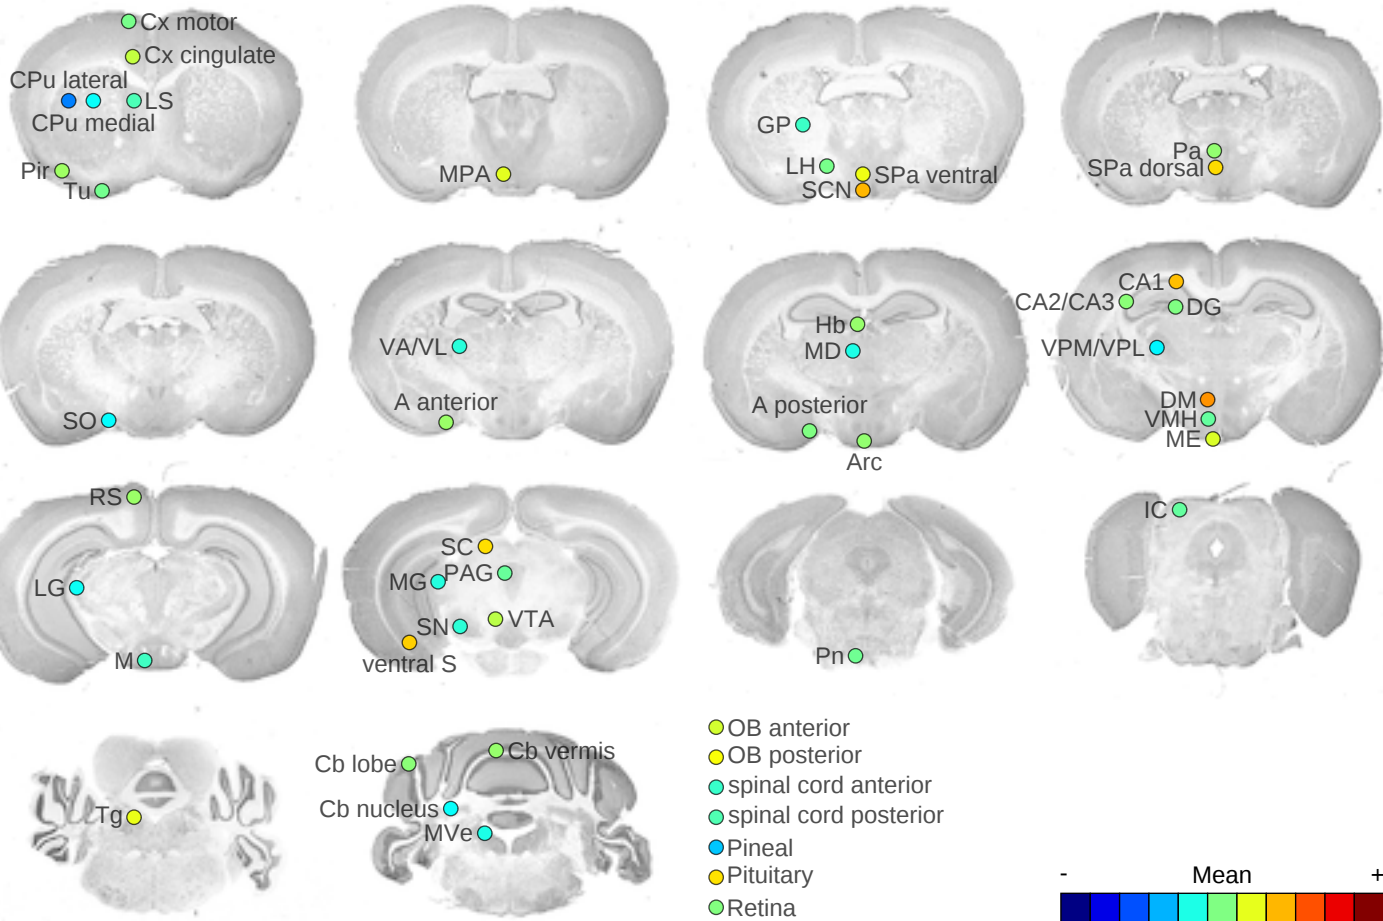 Cx motor
Cx cingulate
CPu lateral
LS
CPu medial
Pir
Tu
MPA
GP
LH
SPa ventral
SCN
Pa
SPa dorsal
SO
VA/VL
A anterior
Hb
MD
A posterior
Arc
CA1
CA2/CA3
DG
VPM/VPL
DM
VMH
ME
RS
LG
M
SC
PAG
MG
SN
VTA
ventral S
Pn
IC
Tg
Cb vermis
Cb lobe
Cb nucleus
MVe
OB anterior
OB posterior
spinal cord anterior
spinal cord posterior
Pineal
Pituitary
Retina
- Mean +